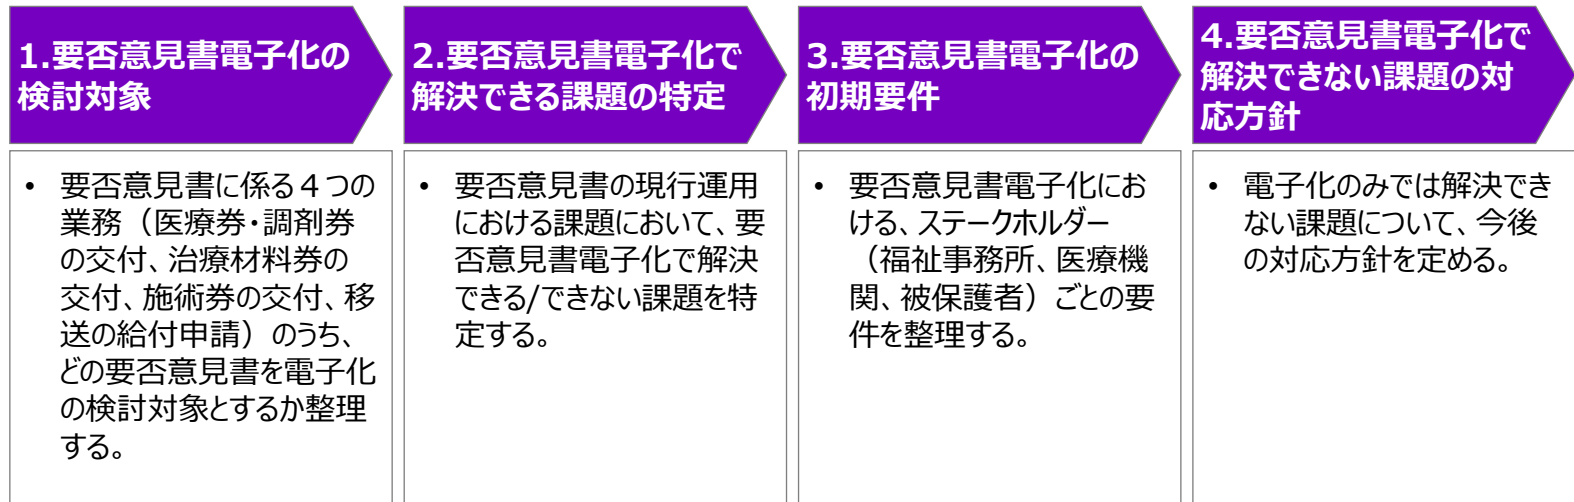 1.要否意見書電子化の
検討対象
• 要否意見書に係る４つの
業務（医療券・調剤券
の交付、治療材料券の
交付、施術券の交付、移
送の給付申請）のうち、
どの要否意見書を電子化
の検討対象とするか整理
する。
2.要否意見書電子化で
解決できる課題の特定
• 要否意見書の現行運用
における課題において、要
否意見書電子化で解決
できる/できない課題を特
定する。
3.要否意見書電子化の
初期要件
• 要否意見書電子化にお
ける、ステークホルダー
（福祉事務所、医療機
関、被保護者）ごとの要
件を整理する。
4.要否意見書電子化で
解決できない課題の対
応方針
• 電子化のみでは解決でき
ない課題について、今後
の対応方針を定める。